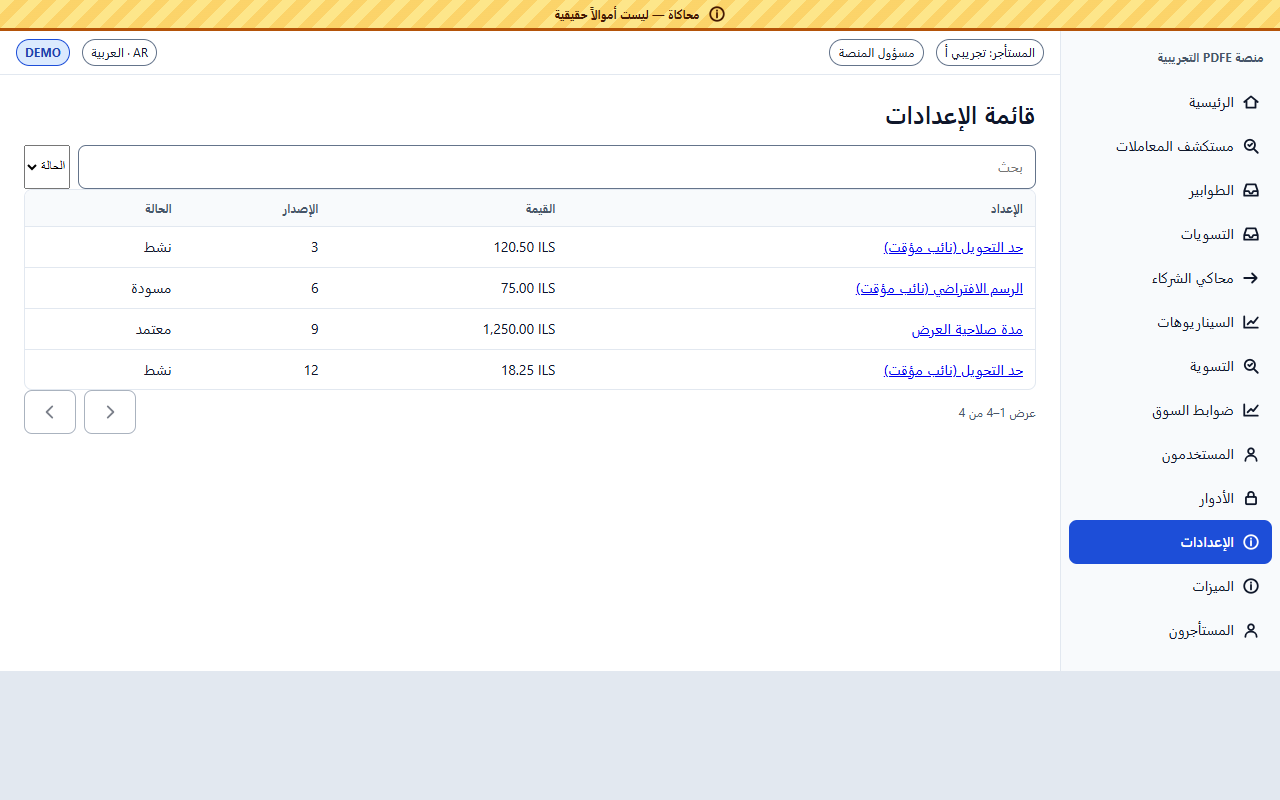 محاكاة — ليست أموالاً حقيقية
منصة PDFE التجريبية
الرئيسية
مستكشف المعاملات
الطوابير
التسويات
محاكي الشركاء
السيناريوهات
التسوية
ضوابط السوق
المستخدمون
الأدوار
الإعدادات
الميزات
المستأجرون
المستأجر: تجريبي أ
مسؤول المنصة
AR · العربية
DEMO
قائمة الإعدادات
بحث
الحالة
الإعداد القيمة الإصدار الحالة
حد التحويل (نائب مؤقت) 120.50 ILS 3 نشط
الرسم الافتراضي (نائب مؤقت) 75.00 ILS 6 مسودة
مدة صلاحية العرض 1,250.00 ILS 9 معتمد
حد التحويل (نائب مؤقت) 18.25 ILS 12 نشط
عرض 1–4 من 4